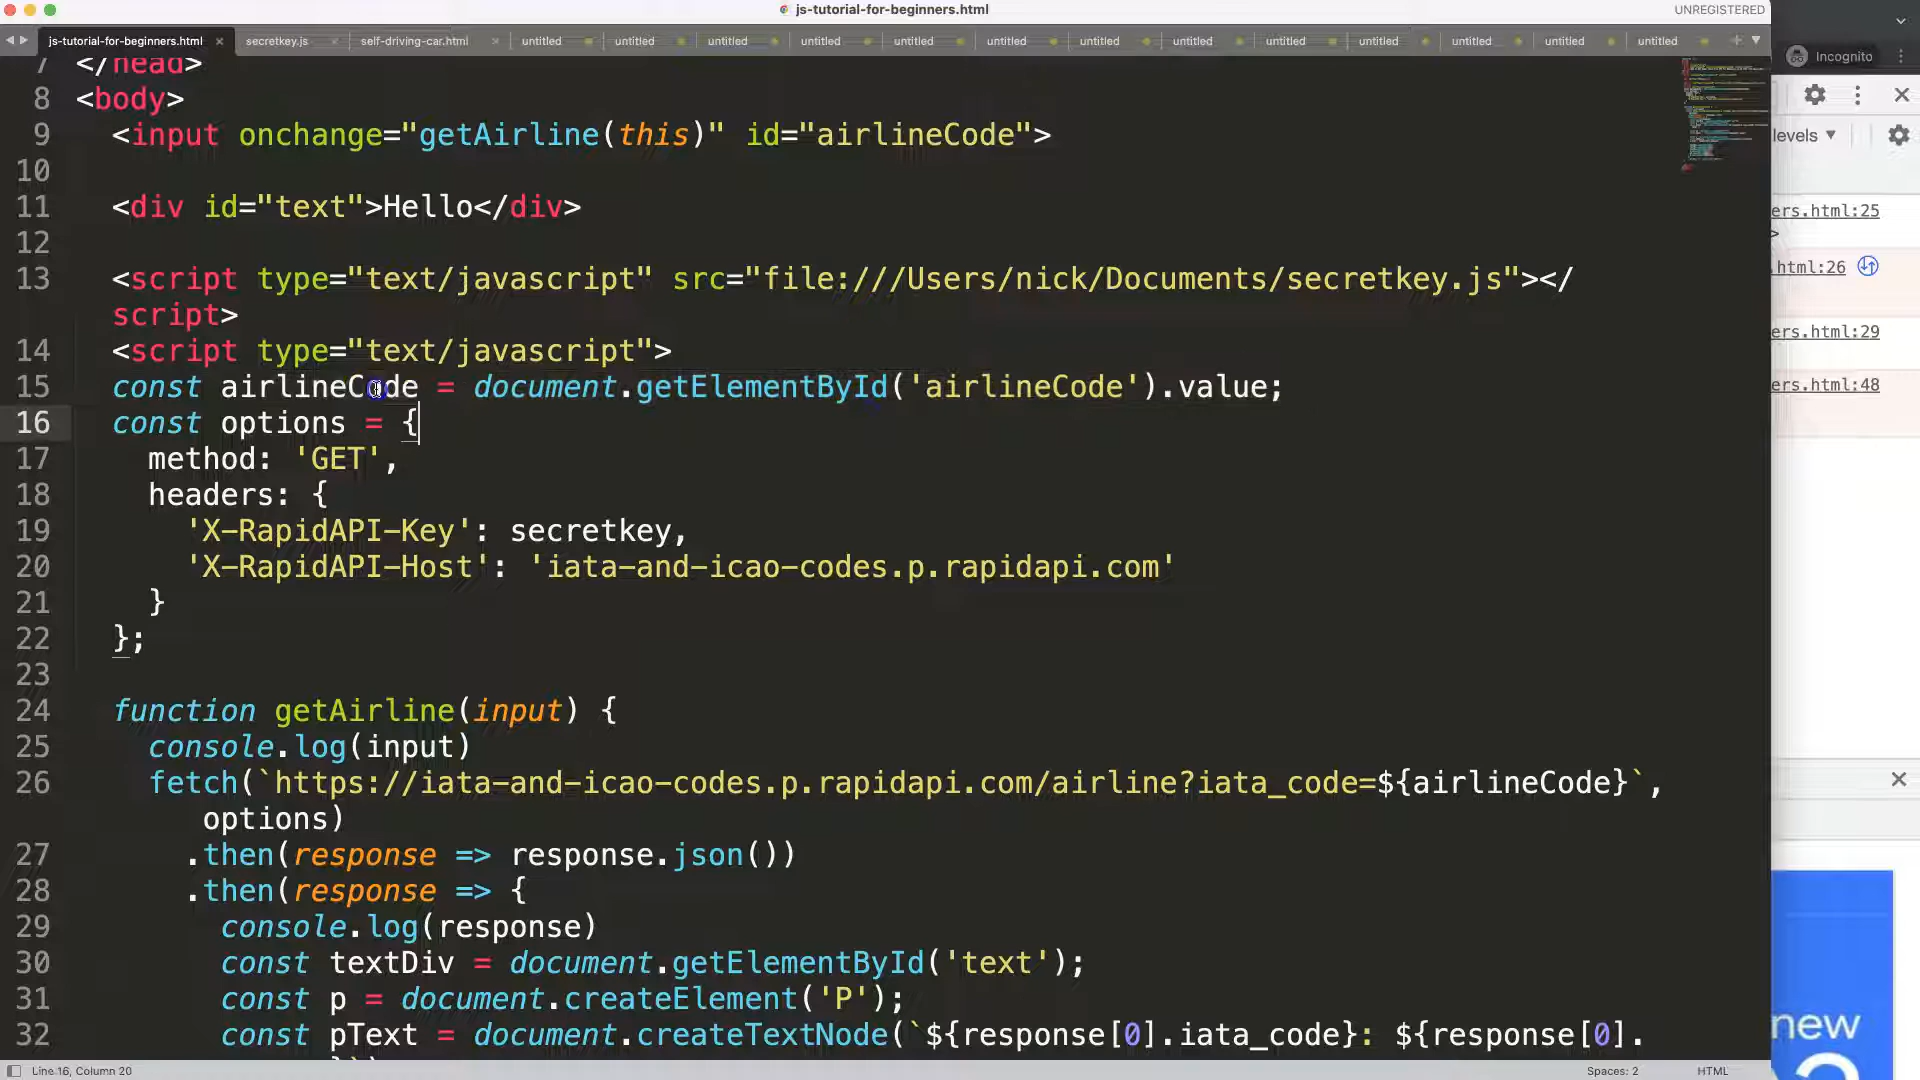 js-tutorial-for-beginners.html
UNREGISTERED
js-tutorial-for-beginners.html × secretkey.js × self-driving-car.html × untitled untitled untitled untitled untitled untitled untitled untitled untitled untitled untitled untitled untitled + ▼
Incognito
7 </head>
8 <body>
9 <input onchange="getAirline(this)" id="airlineCode">
10
11 <div id="text">Hello</div>
12
13 <script type="text/javascript" src="file:///Users/nick/Documents/secretkey.js"></
script>
14 <script type="text/javascript">
15 const airlineCode = document.getElementById('airlineCode').value;
16 const options = {
17 method: 'GET',
18 headers: {
19 'X-RapidAPI-Key': secretkey,
20 'X-RapidAPI-Host': 'iata-and-icao-codes.p.rapidapi.com'
21 }
22 };
23
24 function getAirline(input) {
25 console.log(input)
26 fetch(`https://iata-and-icao-codes.p.rapidapi.com/airline?iata_code=${airlineCode}`,
options)
27 .then(response => response.json())
28 .then(response => {
29 console.log(response)
30 const textDiv = document.getElementById('text');
31 const p = document.createElement('P');
32 const pText = document.createTextNode(`${response[0].iata_code}: ${response[0].
levels ▼
ers.html:25
>
.html:26
ers.html:29
ers.html:48
new
Line 16, Column 20
Spaces: 2
HTML